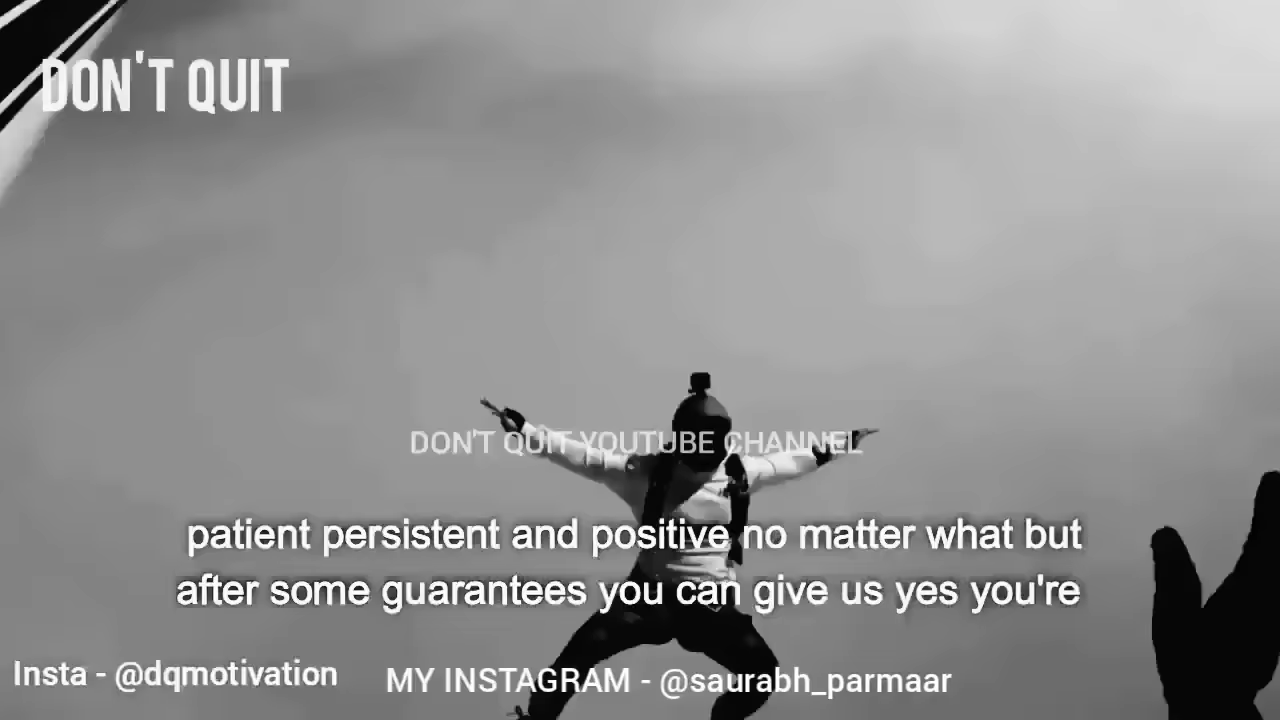 DON'T QUIT
DON'T QUIT YOUTUBE CHANNEL
patient persistent and positive no matter what but
after some guarantees you can give us yes you're
Insta - @dqmotivation
MY INSTAGRAM - @saurabh_parmaar